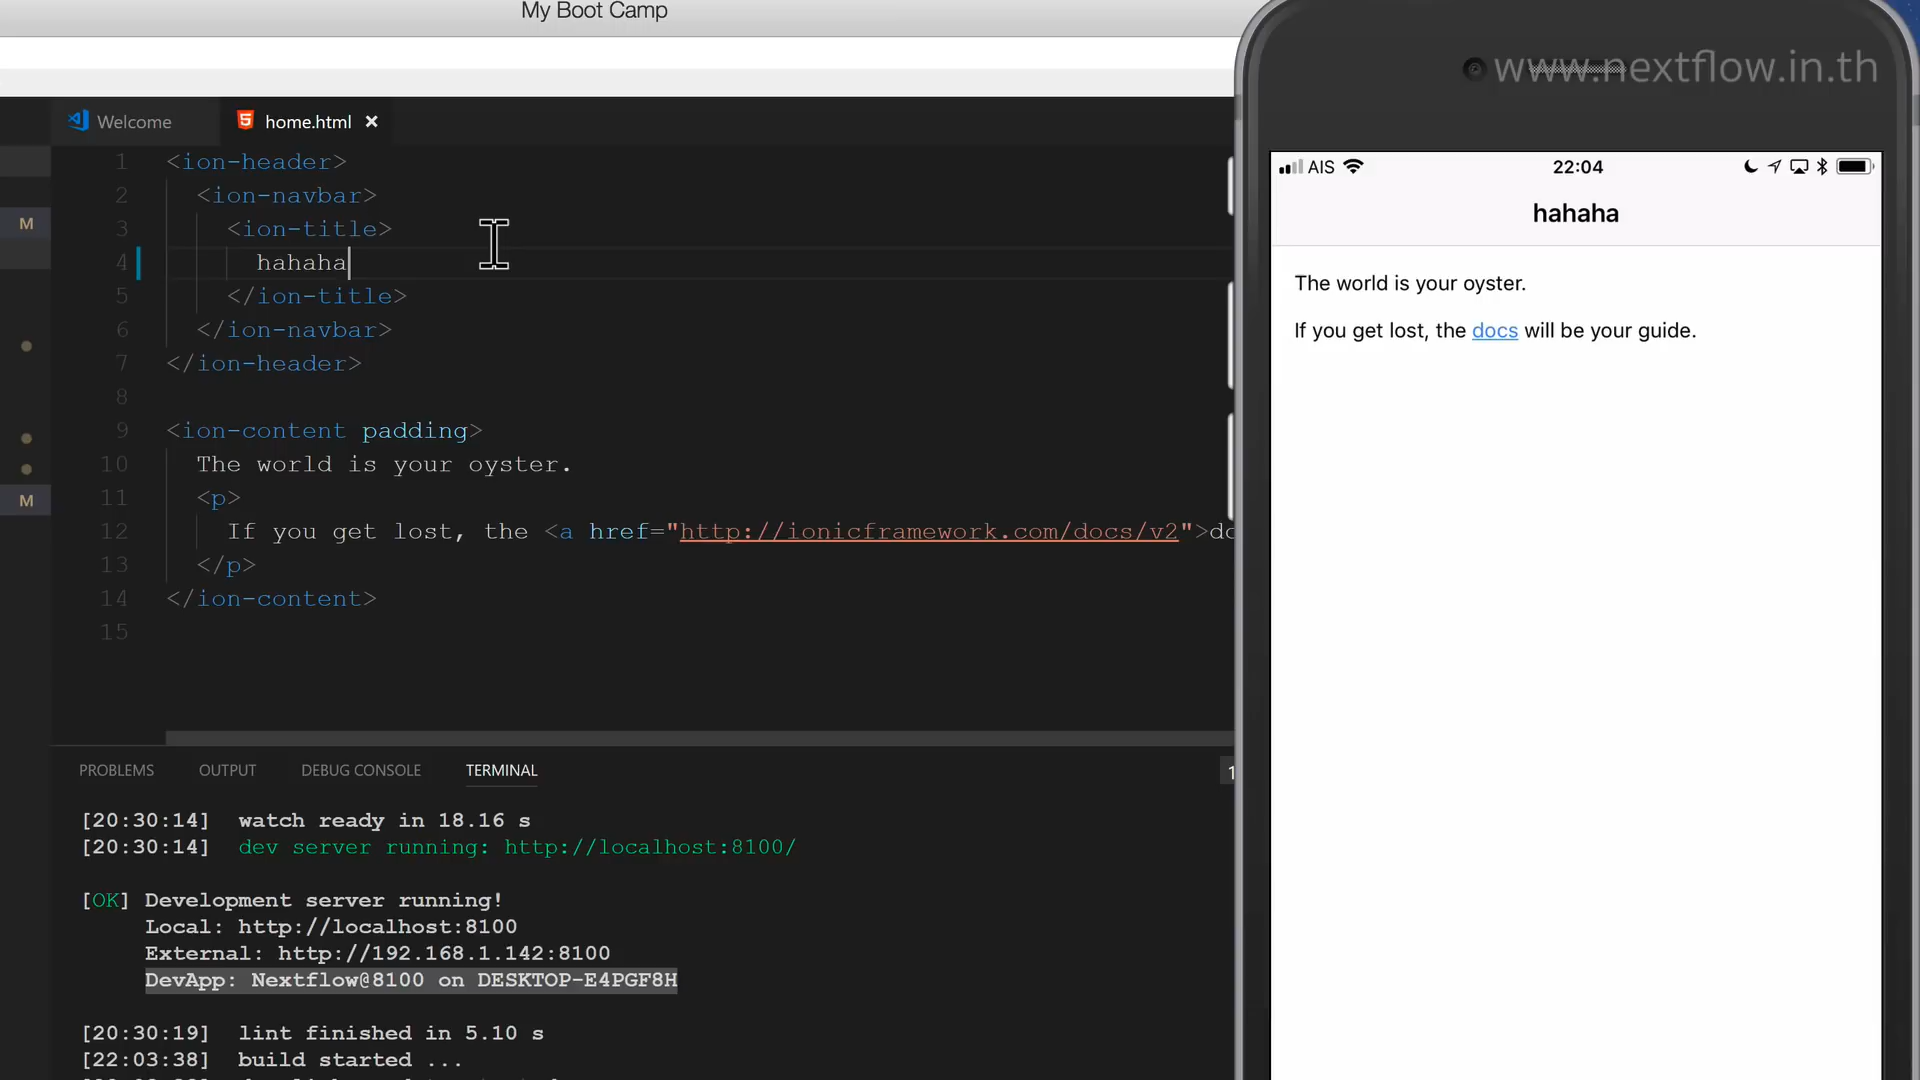 My Boot Camp
www.nextflow.in.th
Welcome
home.html
1 <ion-header>
2 <ion-navbar>
3 <ion-title>
4 hahaha
5 </ion-title>
6 </ion-navbar>
7 </ion-header>
8
9 <ion-content padding>
10 The world is your oyster.
11 <p>
12 If you get lost, the <a href="http://ionicframework.com/docs/v2">do
13 </p>
14 </ion-content>
15
M
M
PROBLEMS OUTPUT DEBUG CONSOLE TERMINAL
1
[20:30:14] watch ready in 18.16 s
[20:30:14] dev server running: http://localhost:8100/
[OK] Development server running!
Local: http://localhost:8100
External: http://192.168.1.142:8100
DevApp: Nextflow@8100 on DESKTOP-E4PGF8H
[20:30:19] lint finished in 5.10 s
[22:03:38] build started ...
AIS 22:04
hahaha
The world is your oyster.
If you get lost, the docs will be your guide.